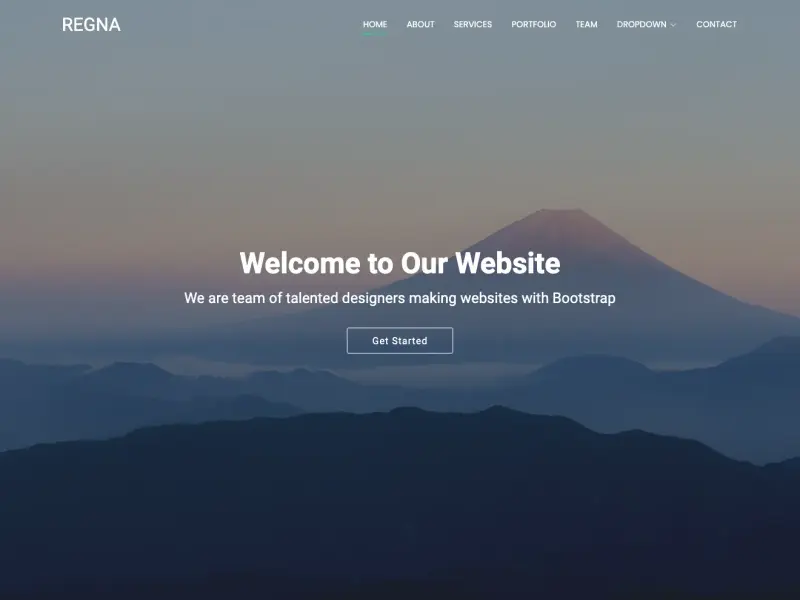 REGNA
HOME ABOUT SERVICES PORTFOLIO TEAM DROPDOWN CONTACT
Welcome to Our Website
We are team of talented designers making websites with Bootstrap
Get Started